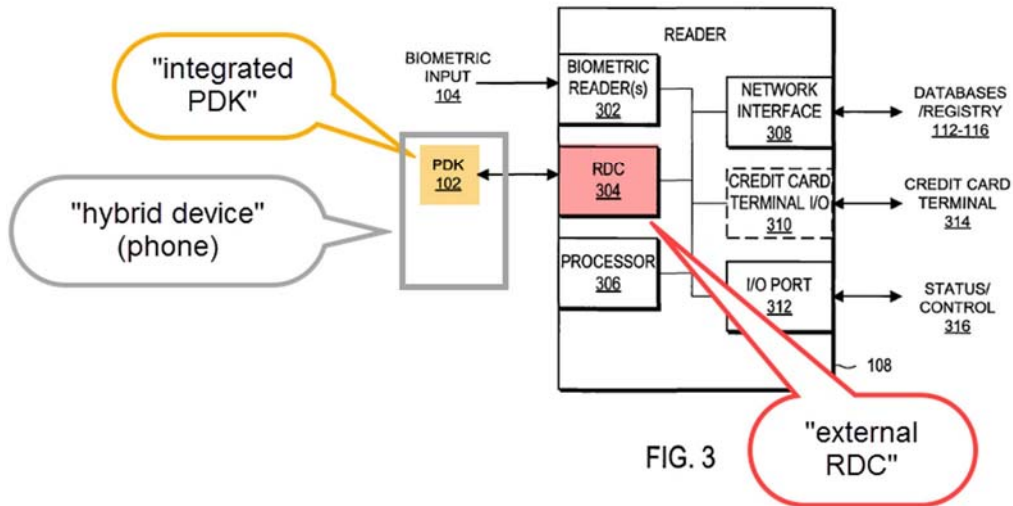 "integrated
PDK"
"hybrid device"
(phone)
BIOMETRIC
INPUT
104
PDK
102
READER
BIOMETRIC
READER(s)
302
RDC
304
PROCESSOR
306
NETWORK
INTERFACE
308
CREDIT CARD
TERMINAL I/O
310
I/O PORT
312
DATABASES
/REGISTRY
112-116
CREDIT CARD
TERMINAL
314
STATUS/
CONTROL
316
108
"external
RDC"
FIG. 3